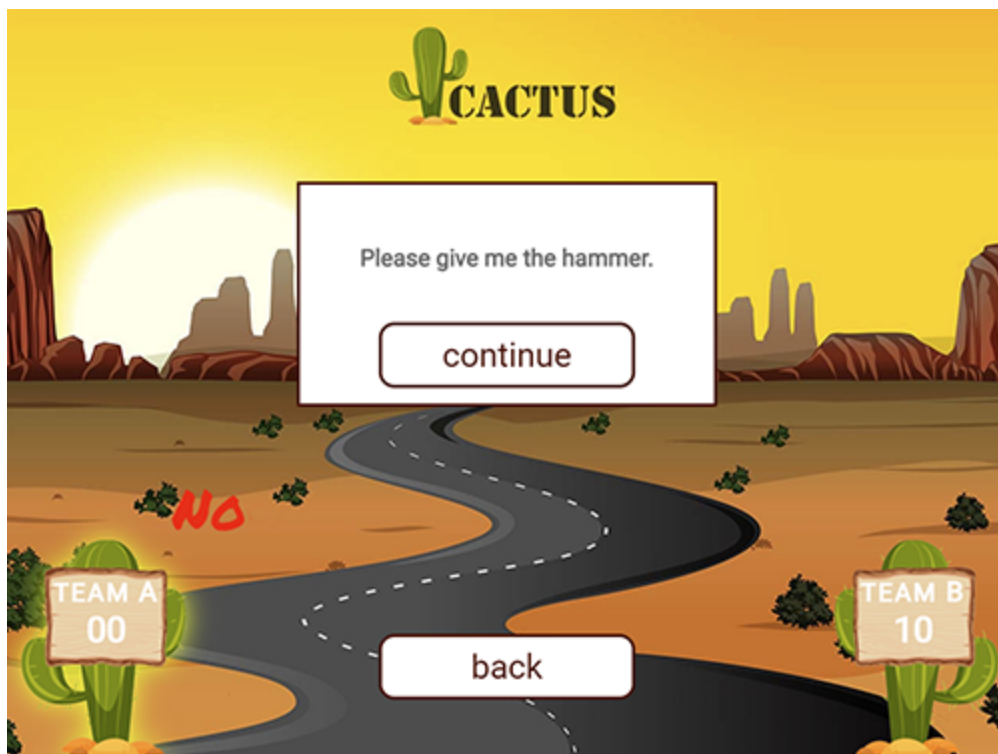 CACTUS
Please give me the hammer.
continue
No
TEAM A
00
TEAM B
10
back